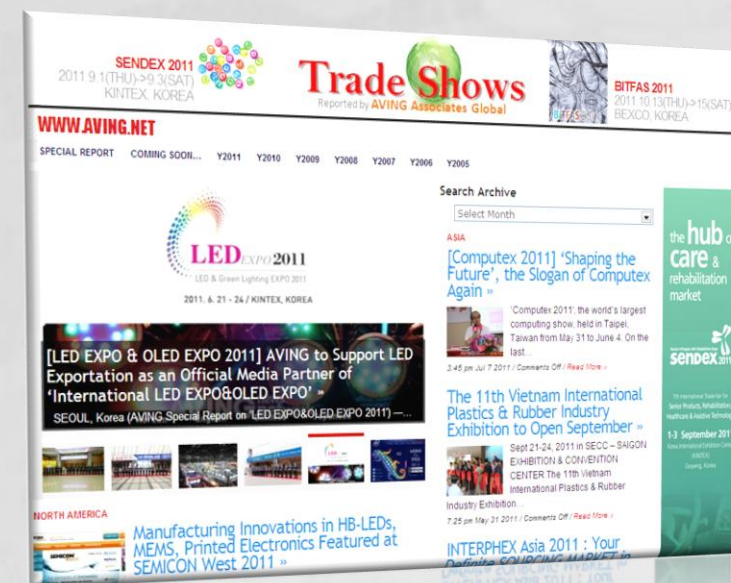 SENDEX 2011
2011.9.1(THU)->9.3(SAT)
KINTEX, KOREA
Trade Shows
Reported by AVING Associates Global
BITFAS 2011
2011.10.13(THU)->15(SAT)
BEXCO, KOREA
WWW.AVING.NET
SPECIAL REPORT COMING SOON... Y2011 Y2010 Y2009 Y2008 Y2007 Y2006 Y2005
LED EXPO 2011
LED & Green Lighting EXPO 2011
2011. 6. 21 - 24 / KINTEX, KOREA
[LED EXPO & OLED EXPO 2011] AVING to Support LED
Exportation as an Official Media Partner of
‘International LED EXPO&OLED EXPO’ »
SEOUL, Korea (AVING Special Report on ‘LED EXPO&OLED EXPO 2011’) —...
NORTH AMERICA
Manufacturing Innovations in HB-LEDs,
MEMS, Printed Electronics Featured at
SEMICON West 2011 »
Search Archive
Select Month
ASIA
[Computex 2011] ‘Shaping the
Future’, the Slogan of Computex
Again »
‘Computex 2011’, the world’s largest
computing show, held in Taipei,
Taiwan from May 31 to June 4. On the
last...
3:45 pm Jul 7 2011 / Comments Off / Read More »
The 11th Vietnam International
Plastics & Rubber Industry
Exhibition to Open September »
Sept 21-24, 2011 in SECC – SAIGON
EXHIBITION & CONVENTION
CENTER The 11th Vietnam
International Plastics & Rubber
Industry Exhibition...
7:25 pm May 31 2011 / Comments Off / Read More »
INTERPHEX Asia 2011 : Your
Definite SOURCING MARKET in
the hub of
care &
rehabilitation
market
sendex 2011
1-3 September 2011